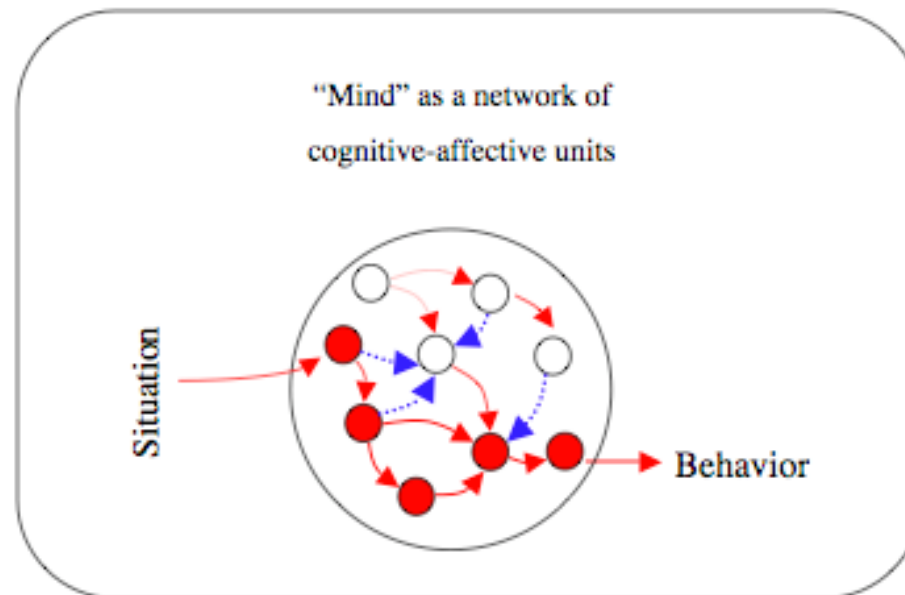 “Mind” as a network of
cognitive-affective units
Situation
Behavior